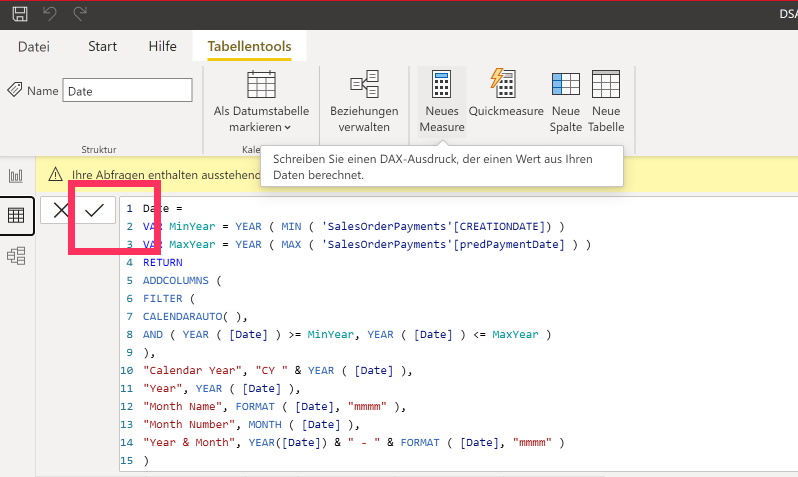 DSA
Datei Start Hilfe Tabellentools
Name Date
Als Datumstabelle markieren
Beziehungen verwalten
Neues Measure
Quickmeasure
Neue Spalte
Neue Tabelle
Struktur
Kale
Schreiben Sie einen DAX-Ausdruck, der einen Wert aus Ihren
Daten berechnet.
Ihre Abfragen enthalten ausstehend
1 Date =
2 VAR MinYear = YEAR ( MIN ( 'SalesOrderPayments'[CREATIONDATE]) )
3 VAR MaxYear = YEAR ( MAX ( 'SalesOrderPayments'[predPaymentDate] ) )
4 RETURN
5 ADDCOLUMNS (
6 FILTER (
7 CALENDARAUTO( ),
8 AND ( YEAR ( [Date] ) >= MinYear, YEAR ( [Date] ) <= MaxYear )
9 ),
10 "Calendar Year", "CY " & YEAR ( [Date] ),
11 "Year", YEAR ( [Date] ),
12 "Month Name", FORMAT ( [Date], "mmmm" ),
13 "Month Number", MONTH ( [Date] ),
14 "Year & Month", YEAR([Date]) & " - " & FORMAT ( [Date], "mmmm" )
15 )